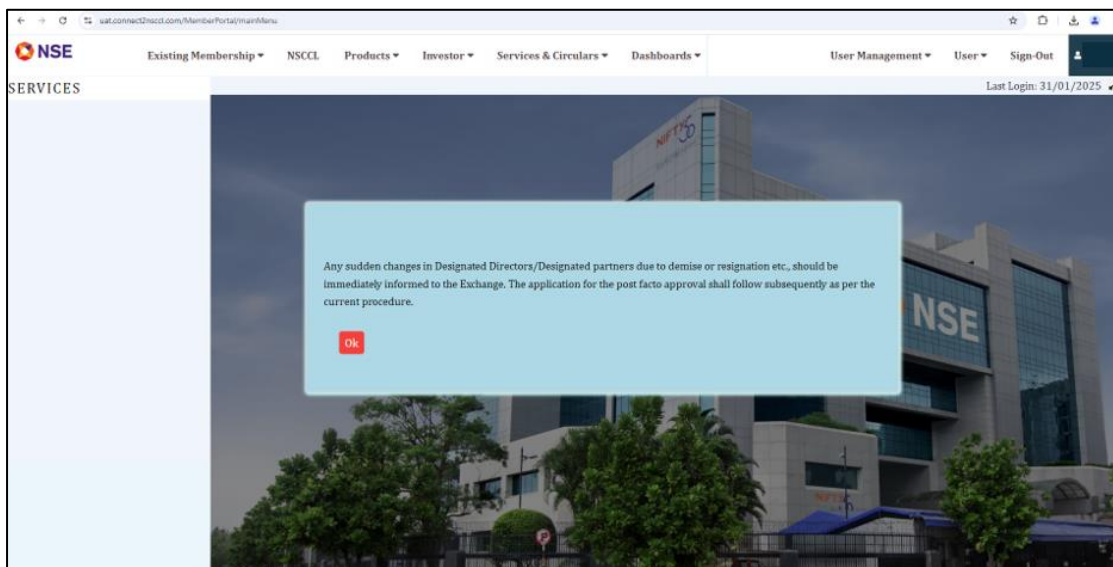 uat.connect2nsccl.com/MemberPortal/mainMenu
NSE
Existing Membership NSCCL Products Investor Services & Circulars Dashboards User Management User Sign-Out
SERVICES
Last Login: 31/01/2025
NIFTY 50
Any sudden changes in Designated Directors/Designated partners due to demise or resignation etc., should be
immediately informed to the Exchange. The application for the post facto approval shall follow subsequently as per the
current procedure.
NSE
Ok
NIFTY
P